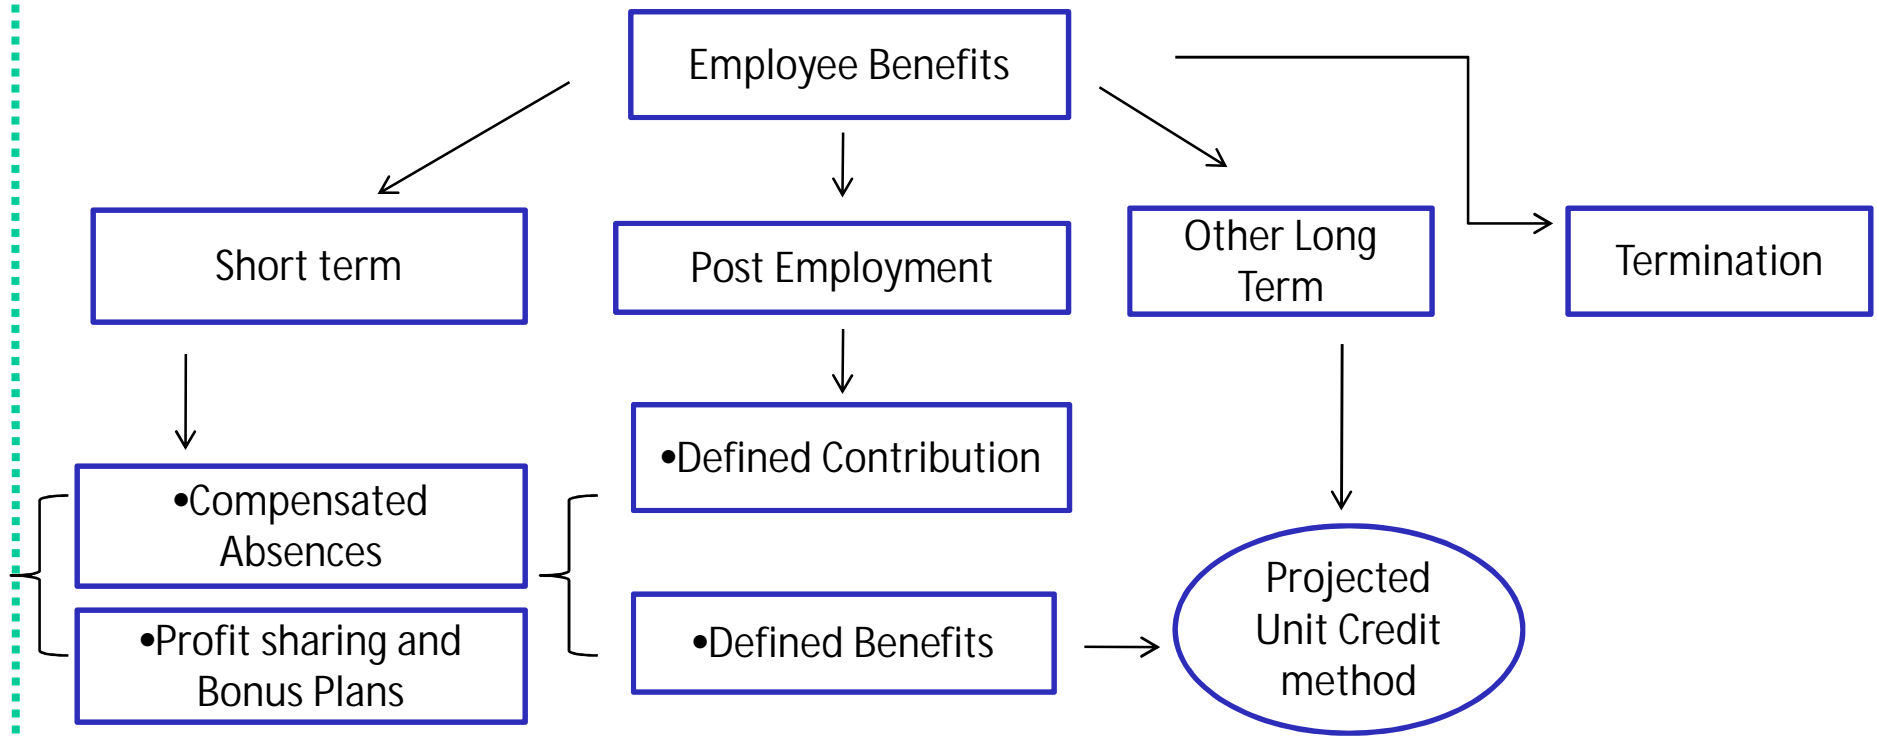 Employee Benefits
Short term
Post Employment
Other Long
Term
Termination
•Compensated
Absences
•Profit sharing and
Bonus Plans
•Defined Contribution
•Defined Benefits
Projected
Unit Credit
method